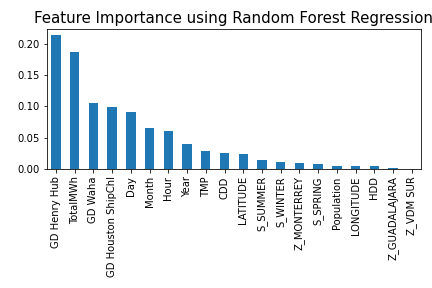 Feature Importance using Random Forest Regression
0.20
0.15
0.10
0.05
0.00
GD Henry Hub
TotalMWh
GD Waha
GD Houston ShipChl
Day
Month
Hour
Year
TMP
CDD
LATITUDE
S_SUMMER
S_WINTER
Z_MONTERREY
S_SPRING
Population
LONGITUDE
HDD
Z_GUADALAJARA
Z_VDM SUR